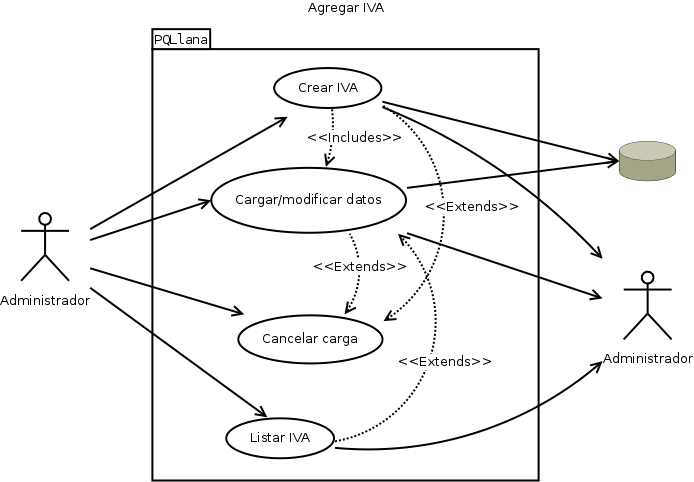 Agregar IVA
PQLlana
Crear IVA
<<Includes>>
Cargar/modificar datos
<<Extends>>
<<Extends>>
Administrador
Cancelar carga
Administrador
<<Extends>>
Listar IVA